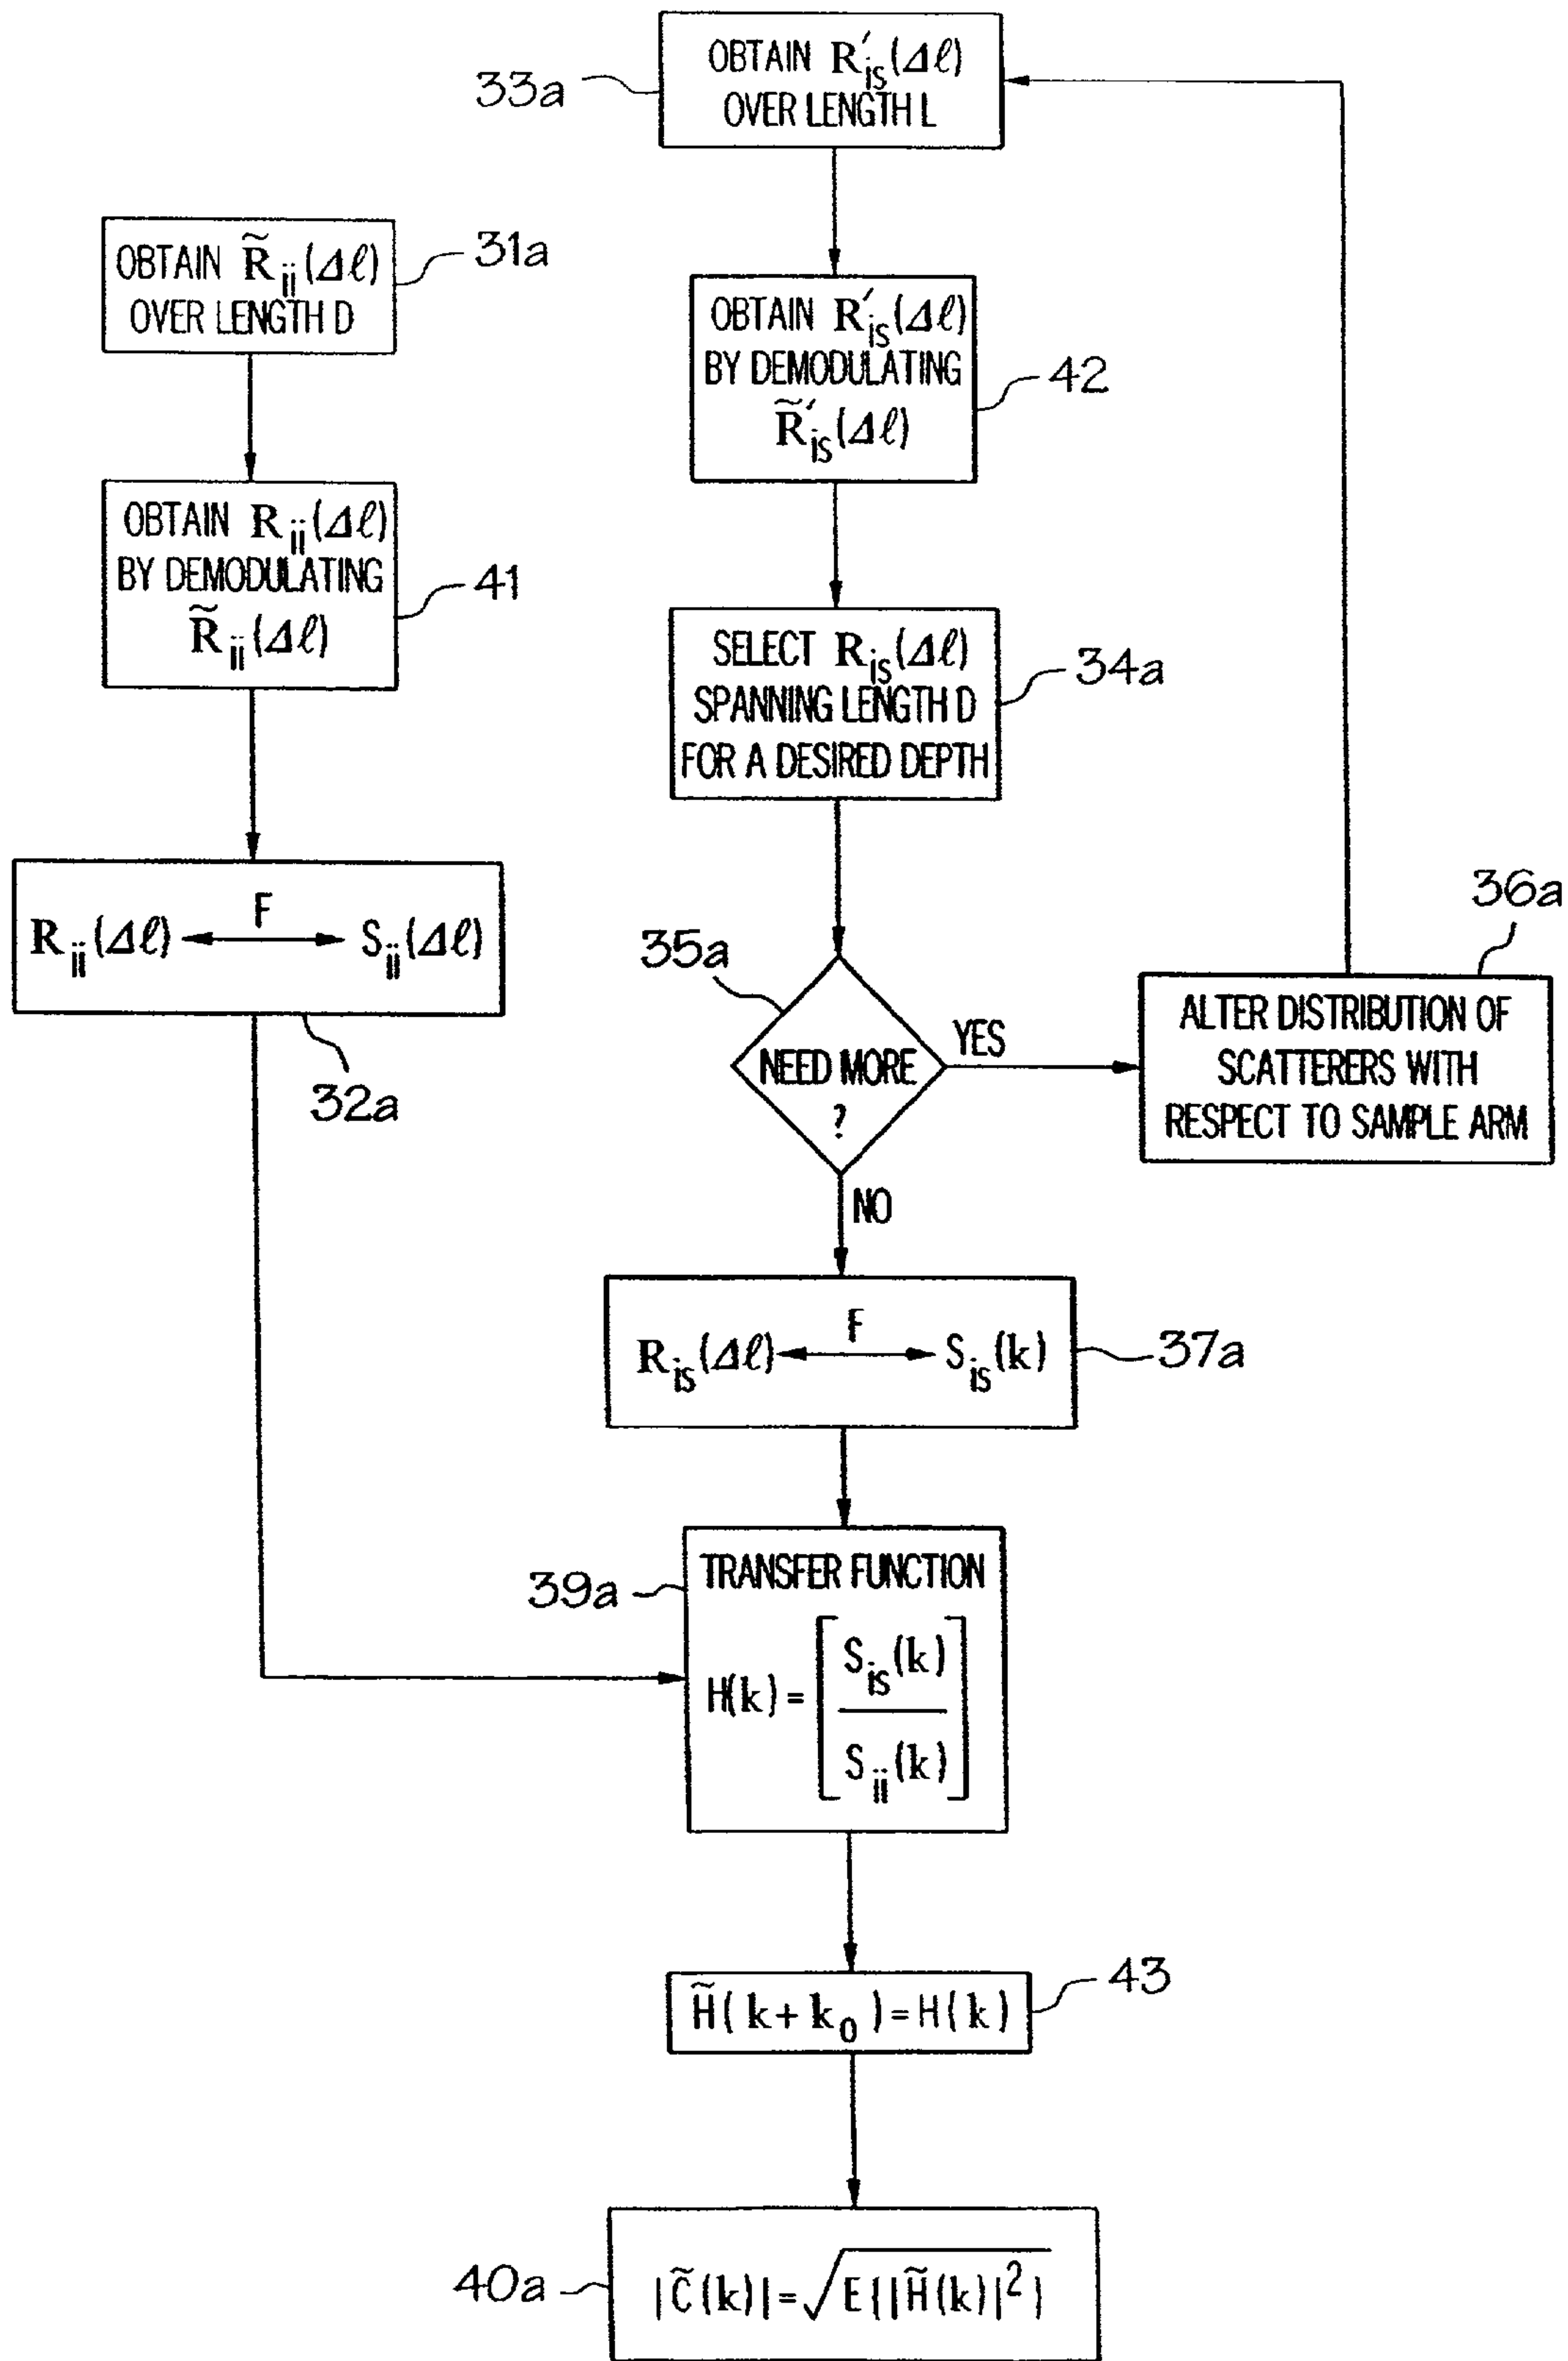 33a
OBTAIN R′is(Δℓ)
OVER LENGTH L
OBTAIN R̃ii(Δℓ)
OVER LENGTH D
31a
OBTAIN R′is(Δℓ)
BY DEMODULATING
R̃′is(Δℓ)
42
OBTAIN Rii(Δℓ)
BY DEMODULATING
R̃ii(Δℓ)
41
SELECT Ris(Δℓ)
SPANNING LENGTH D
FOR A DESIRED DEPTH
34a
Rii(Δℓ) F Sii(Δℓ)
32a
35a
NEED MORE
?
YES
NO
36a
ALTER DISTRIBUTION OF
SCATTERERS WITH
RESPECT TO SAMPLE ARM
Ris(Δℓ) F Sis(k)
37a
39a
TRANSFER FUNCTION
H(k) = [Sis(k) / Sii(k)]
H̃(k+k0)=H(k)
43
40a
|C̃(k)|=√E{|H̃(k)|²}